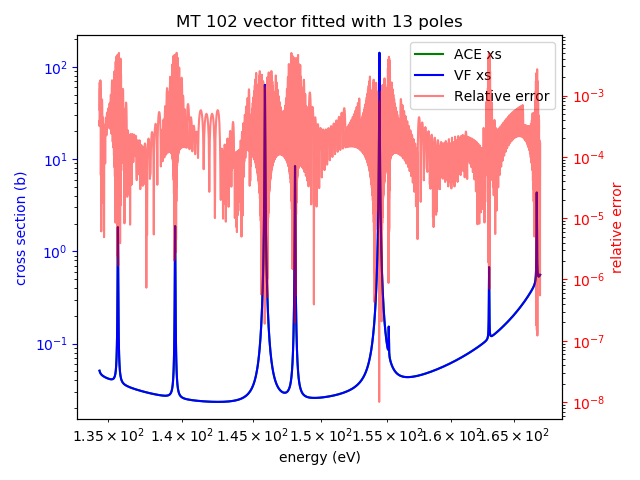 MT 102 vector fitted with 13 poles
ACE xs
VF xs
Relative error
cross section (b)
10²
10¹
10⁰
10⁻¹
relative error
10⁻³
10⁻⁴
10⁻⁵
10⁻⁶
10⁻⁷
10⁻⁸
1.35×10² 1.4×10² 1.45×10² 1.5×10² 1.55×10² 1.6×10² 1.65×10²
energy (eV)